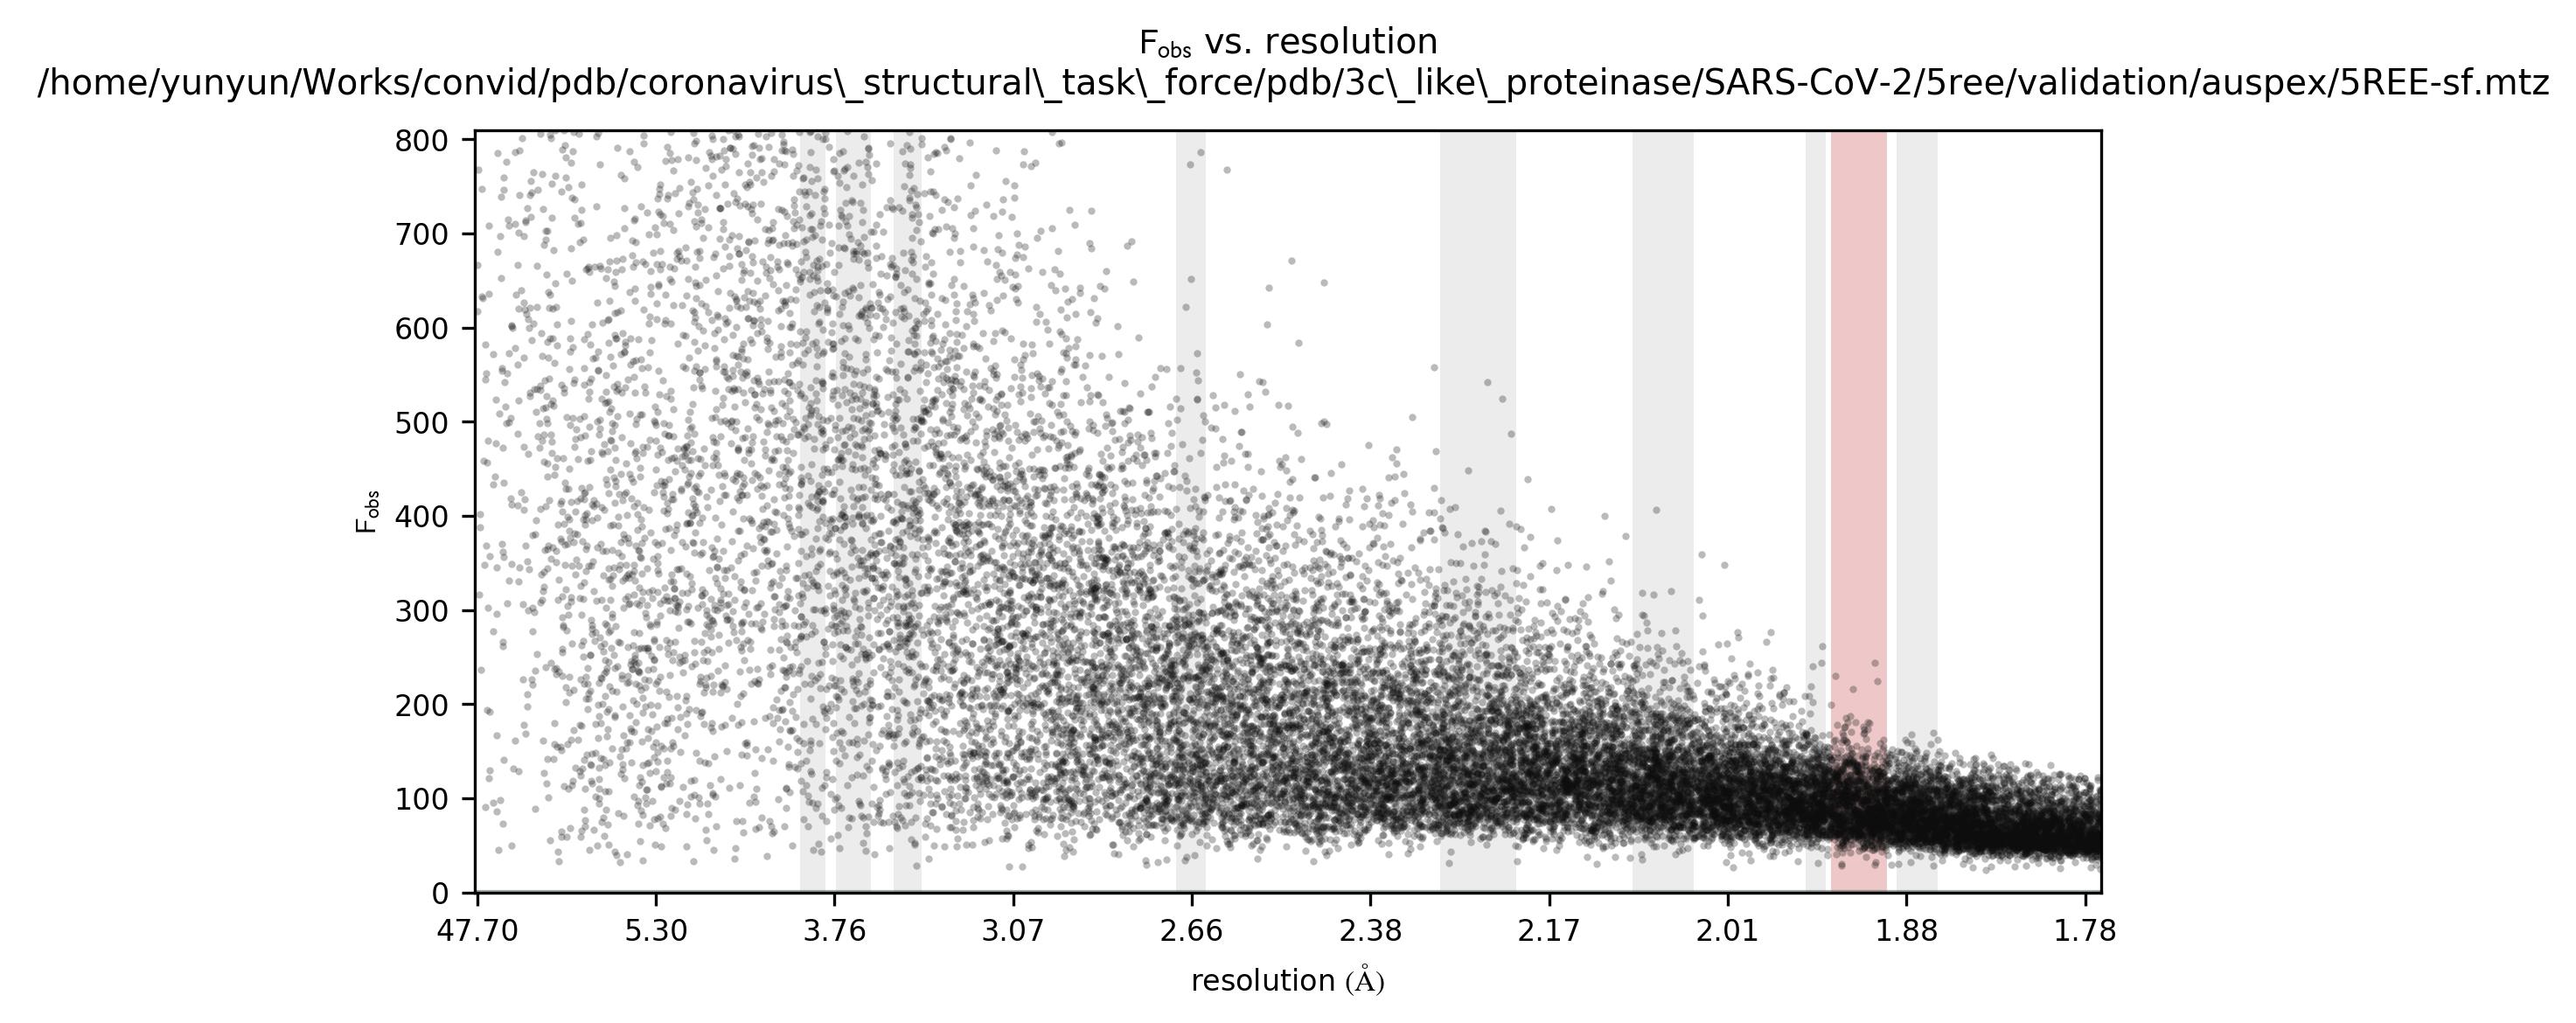 F_obs vs. resolution
/home/yunyun/Works/convid/pdb/coronavirus\_structural\_task\_force/pdb/3c\_like\_proteinase/SARS-CoV-2/5ree/validation/auspex/5REE-sf.mtz
800
700
600
500
400
300
200
100
0
F_obs
47.70 5.30 3.76 3.07 2.66 2.38 2.17 2.01 1.88 1.78
resolution (Å)